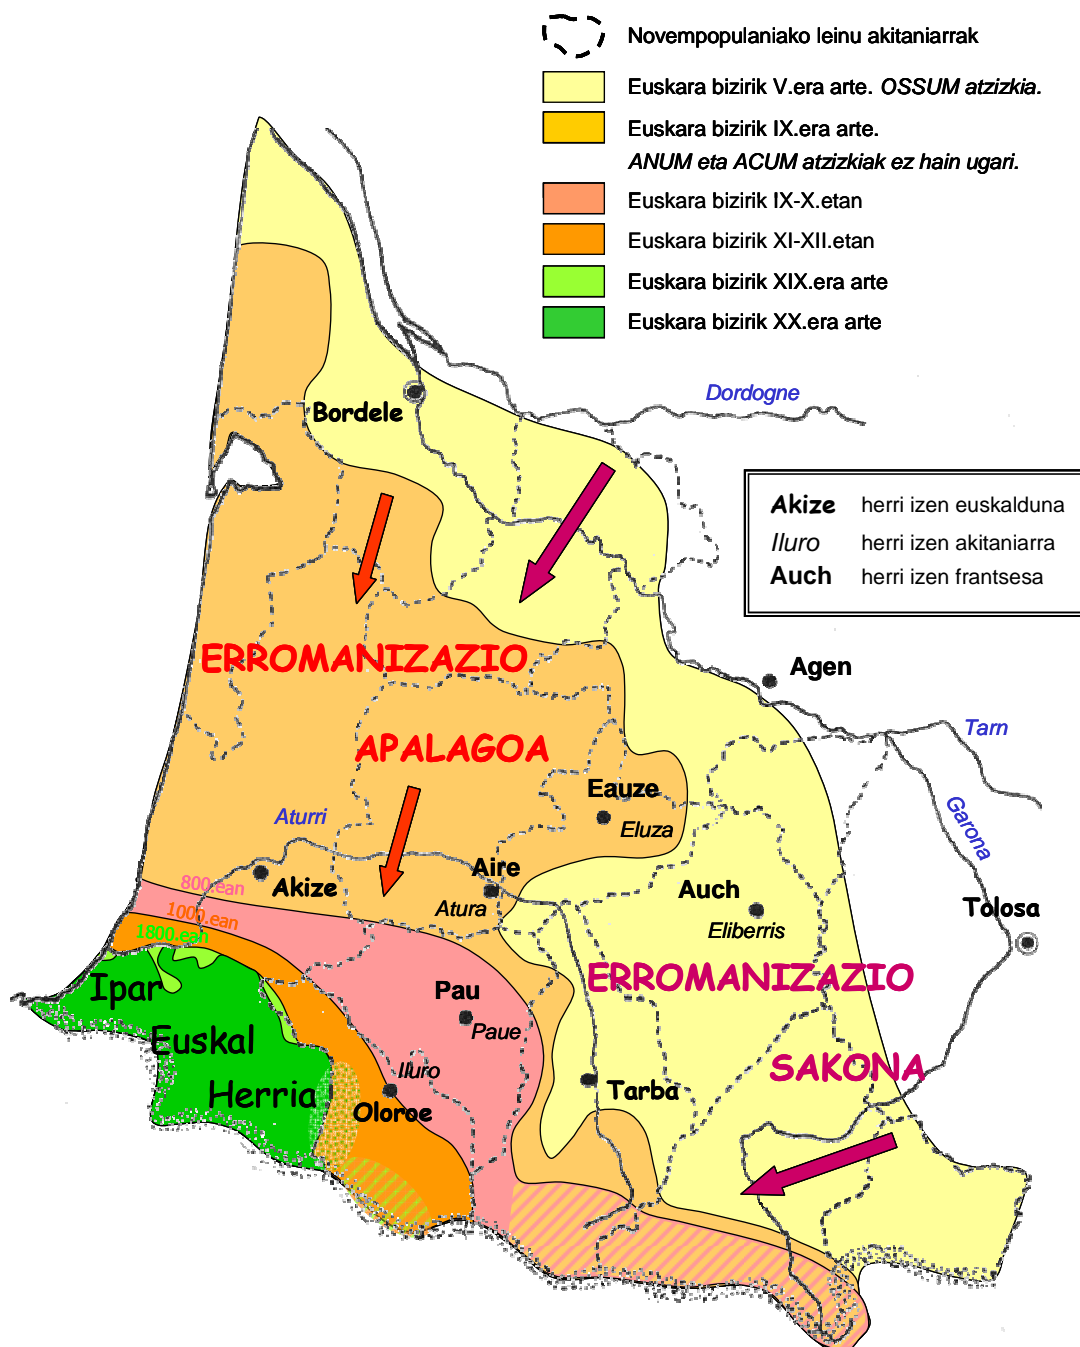 Novempopulaniako leinu akitaniarrak
Euskara bizirik V.era arte. OSSUM atzizkia.
Euskara bizirik IX.era arte.
ANUM eta ACUM atzizkiak ez hain ugari.
Euskara bizirik IX-X.etan
Euskara bizirik XI-XII.etan
Euskara bizirik XIX.era arte
Euskara bizirik XX.era arte
Dordogne
Bordele
Akize herri izen euskalduna
Iluro herri izen akitaniarra
Auch herri izen frantsesa
ERROMANIZAZIO
APALAGOA
Agen
Tarn
Garona
Eauze
Eluza
Aturri
Akize
Aire
Atura
Auch
Eliberris
Tolosa
800.ean
1000.ean
1800.ean
ERROMANIZAZIO
SAKONA
Ipar
Euskal
Herria
Pau
Paue
Iluro
Oloroe
Tarba